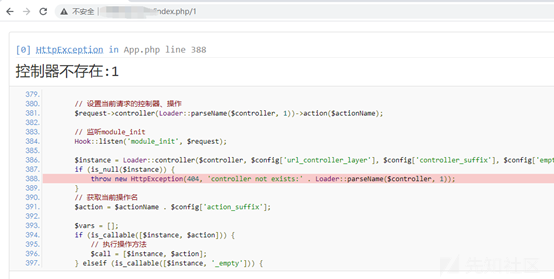 不安全
/index.php/1
[0] HttpException in App.php line 388
控制器不存在:1
379.
380. // 设置当前请求的控制器、操作
381. $request->controller(Loader::parseName($controller, 1))->action($actionName);
382.
383. // 监听module_init
384. Hook::listen('module_init', $request);
385.
386. $instance = Loader::controller($controller, $config['url_controller_layer'], $config['controller_suffix'], $config['empt
387. if (is_null($instance)) {
388. throw new HttpException(404, 'controller not exists:' . Loader::parseName($controller, 1));
389. }
390. // 获取当前操作名
391. $action = $actionName . $config['action_suffix'];
392.
393. $vars = [];
394. if (is_callable([$instance, $action])) {
395. // 执行操作方法
396. $call = [$instance, $action];
397. } elseif (is_callable([$instance, '_empty'])) {
先知社区